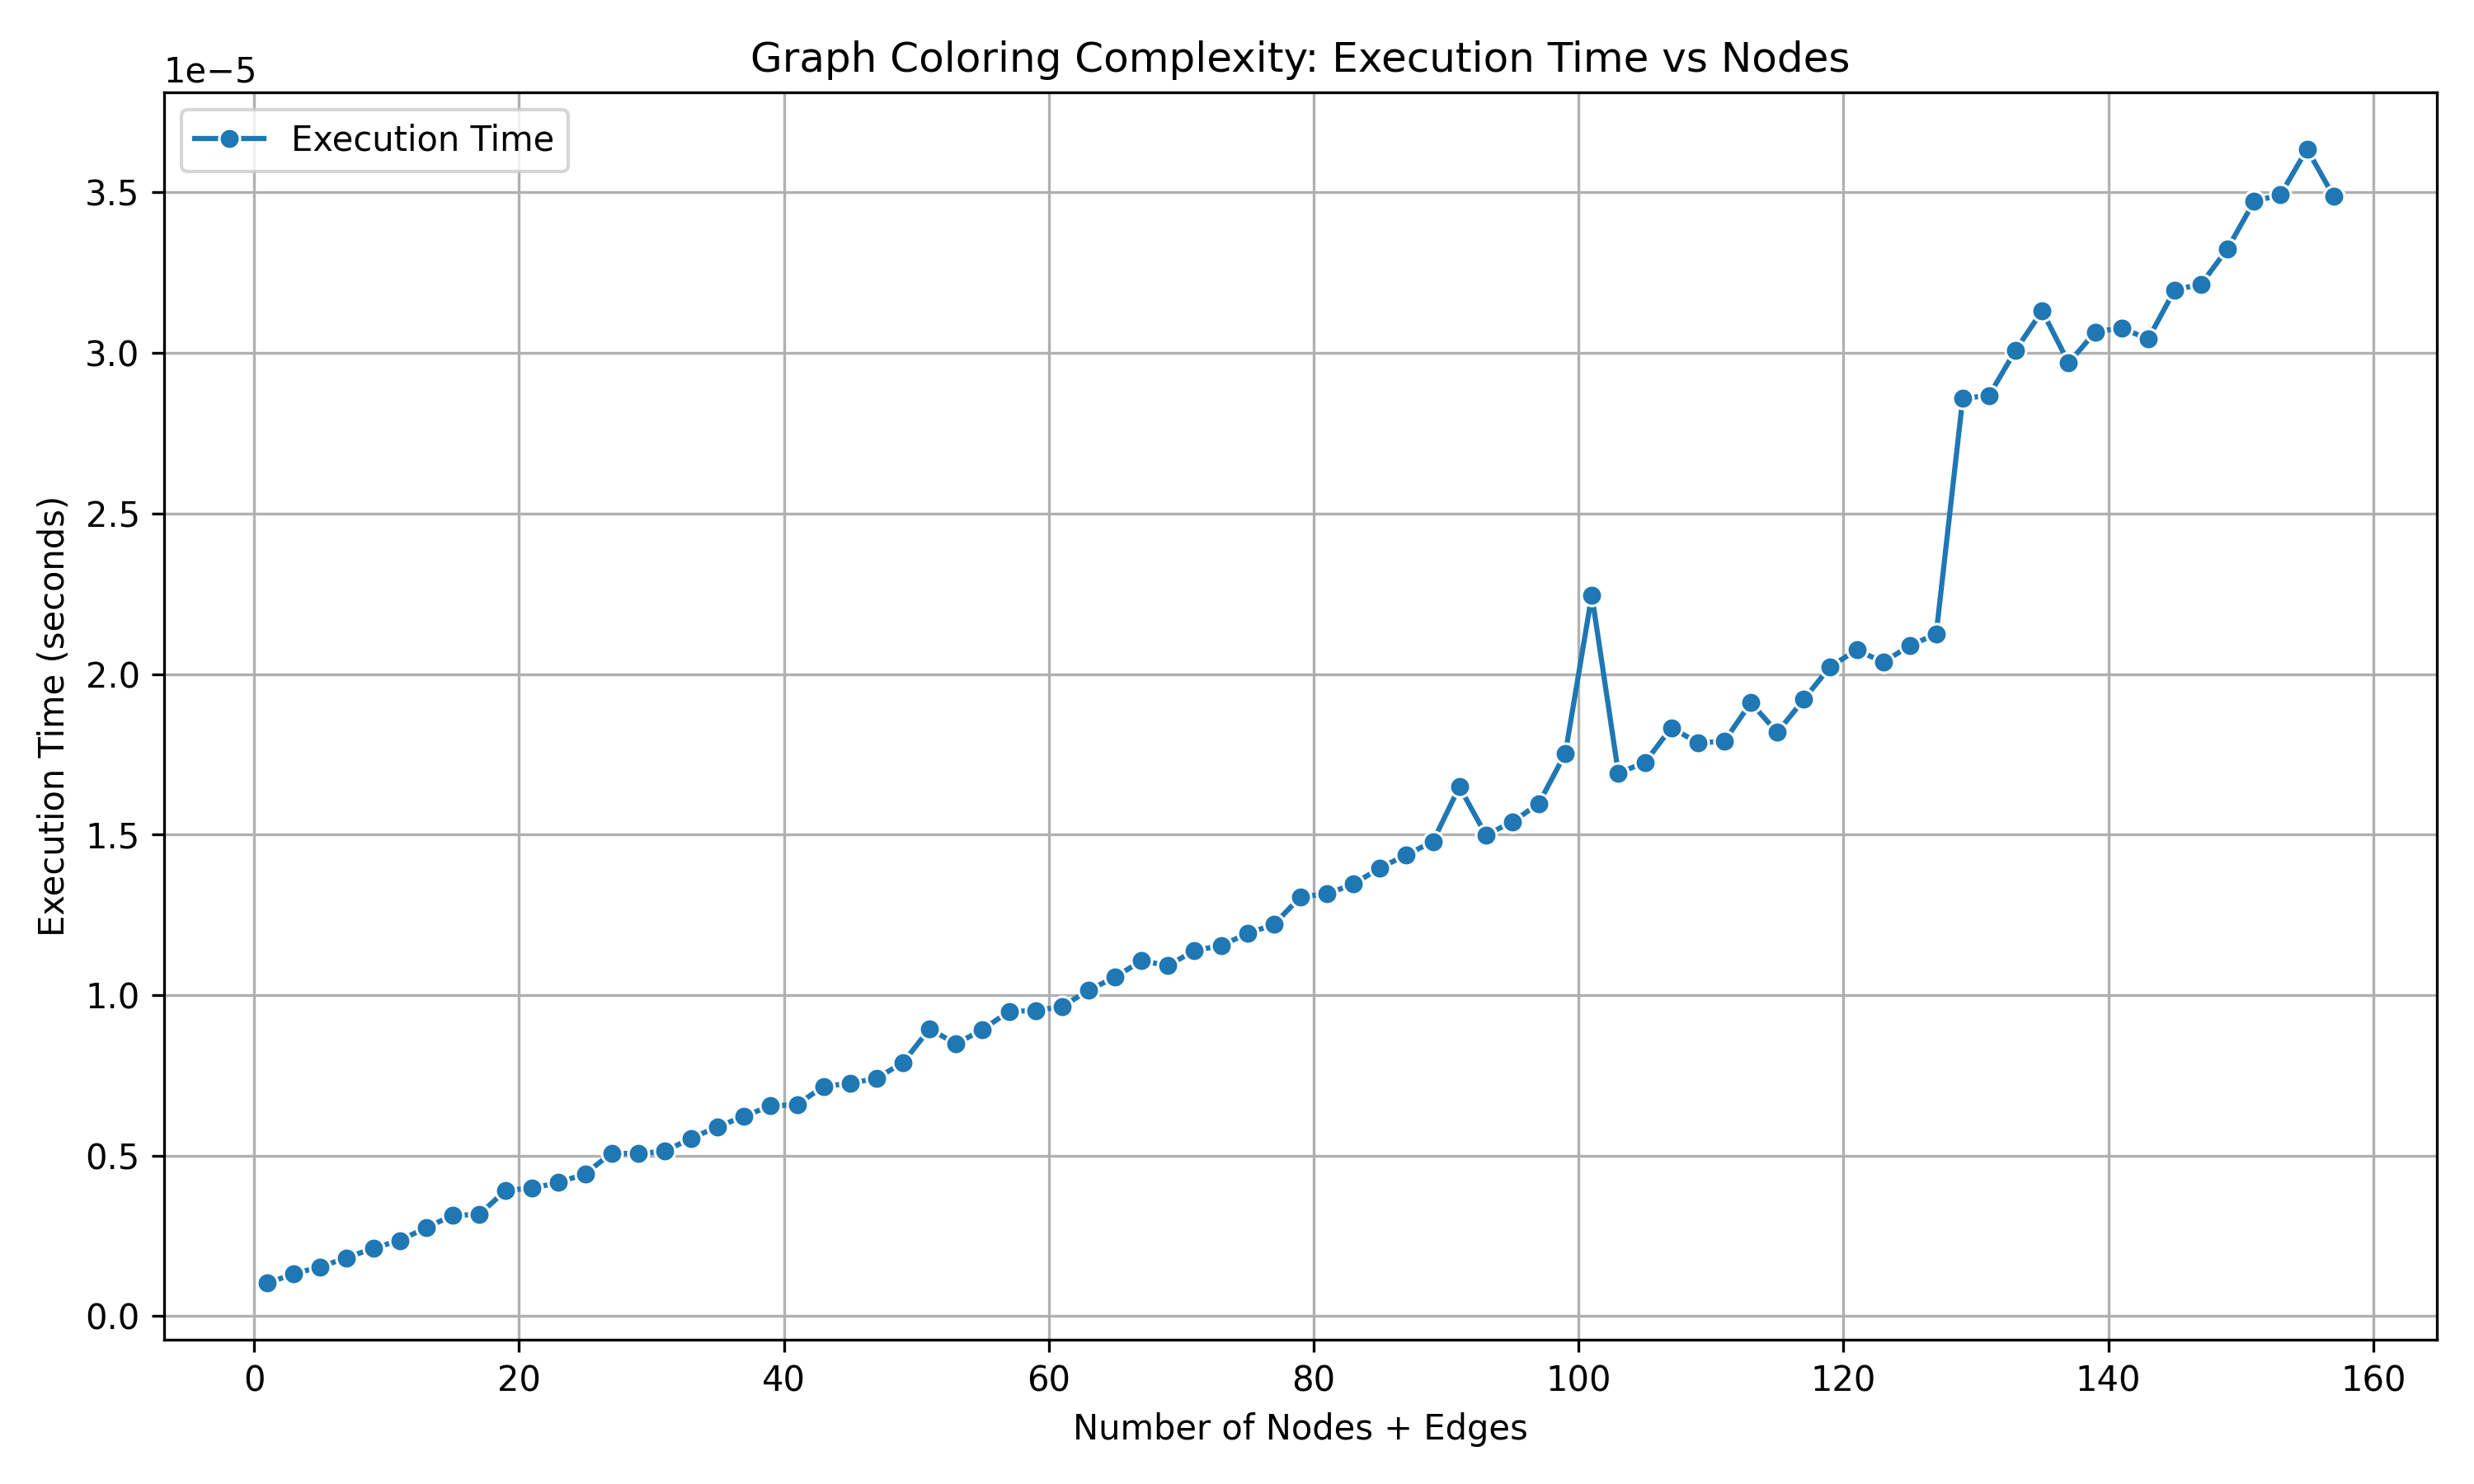 Graph Coloring Complexity: Execution Time vs Nodes
1e−5
Execution Time
3.5
3.0
2.5
2.0
1.5
1.0
0.5
0.0
Execution Time (seconds)
0 20 40 60 80 100 120 140 160
Number of Nodes + Edges